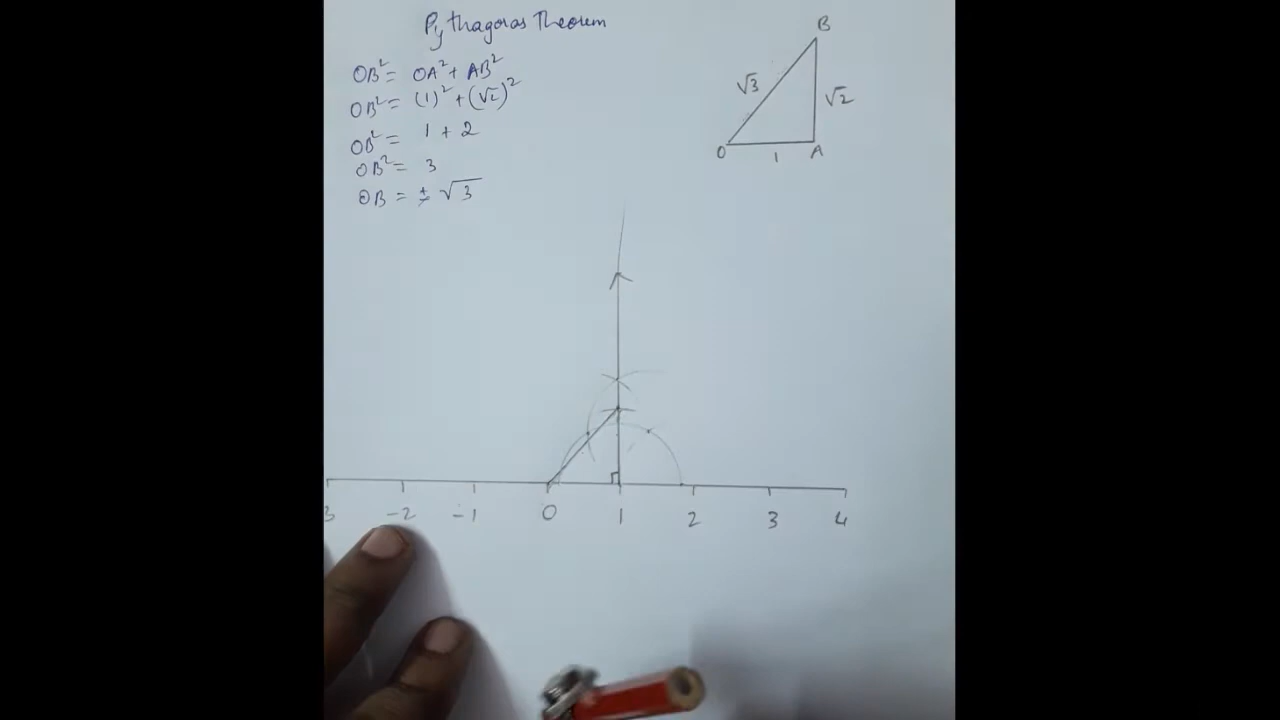 Pythagoras Theorem
OB² = OA² + AB²
OB² = (1)² + (√2)²
OB² = 1 + 2
OB² = 3
OB = ± √3
B
√3
√2
O
1
A
3 -2 -1 0 1 2 3 4